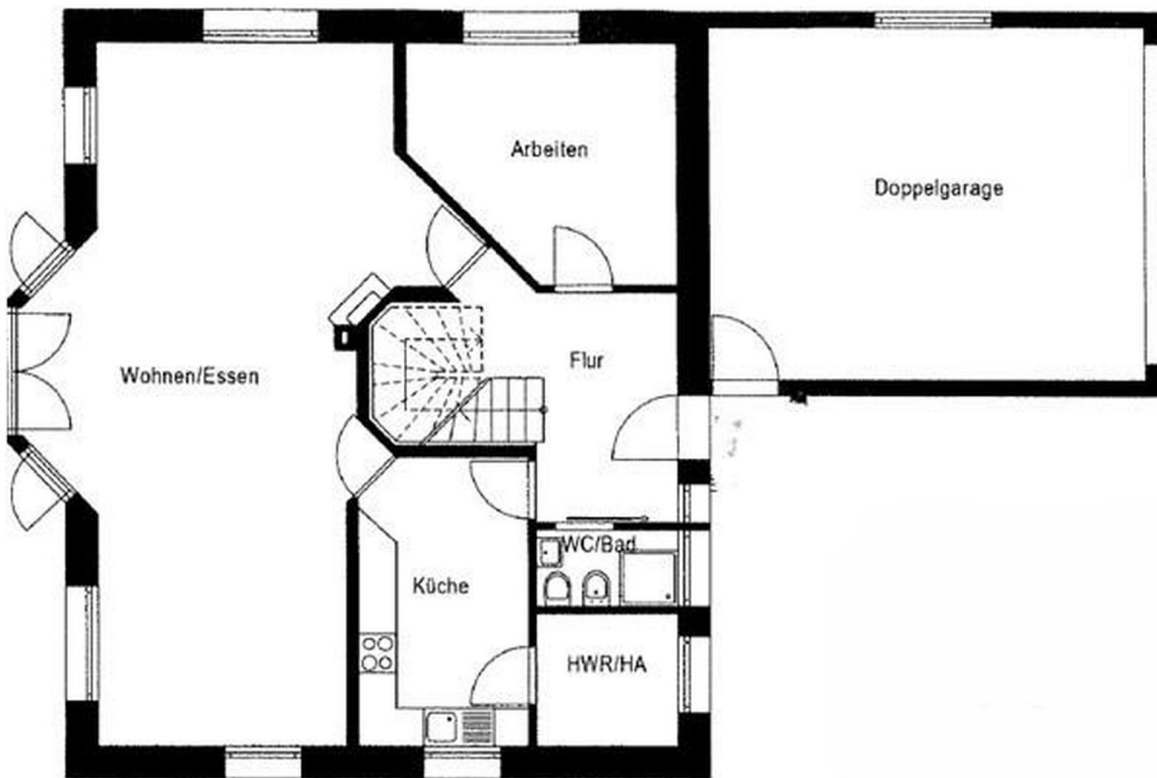 Arbeiten
Doppelgarage
Wohnen/Essen
Flur
WC/Bad
Küche
HWR/HA